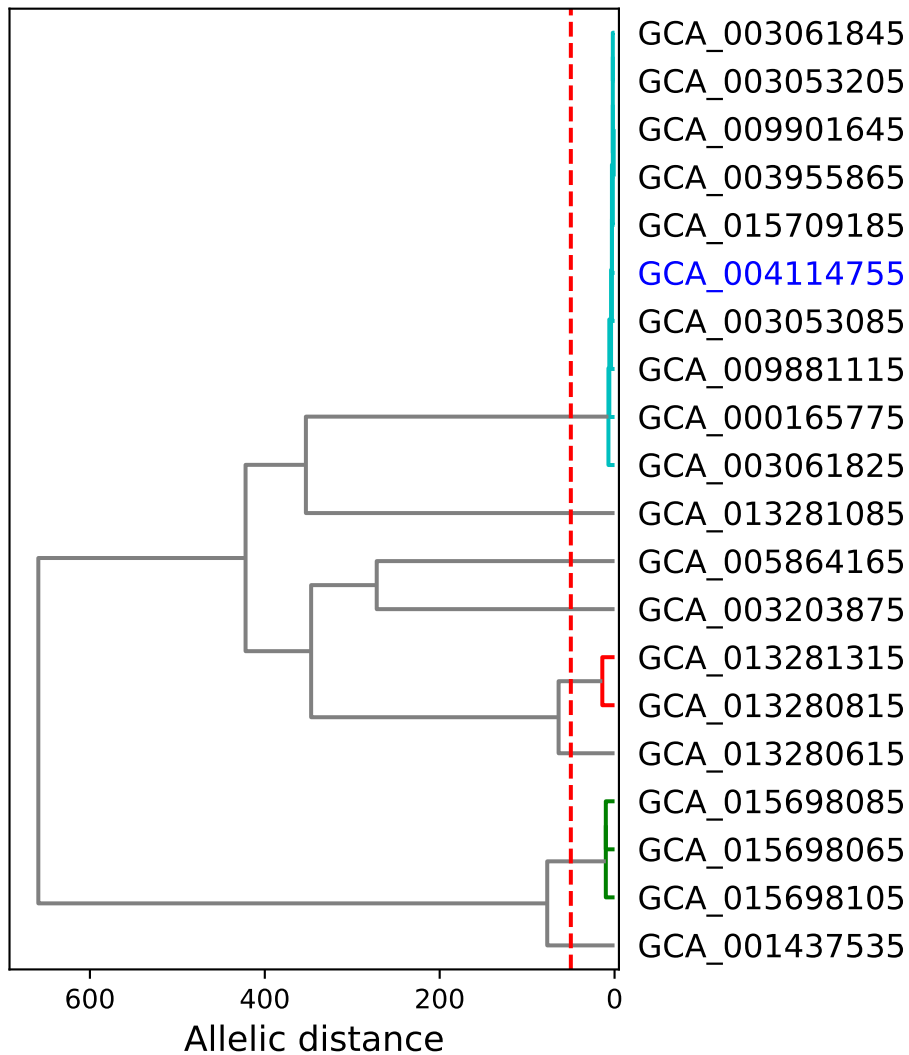 GCA_003061845
GCA_003053205
GCA_009901645
GCA_003955865
GCA_015709185
GCA_004114755
GCA_003053085
GCA_009881115
GCA_000165775
GCA_003061825
GCA_013281085
GCA_005864165
GCA_003203875
GCA_013281315
GCA_013280815
GCA_013280615
GCA_015698085
GCA_015698065
GCA_015698105
GCA_001437535
600 400 200 0
Allelic distance